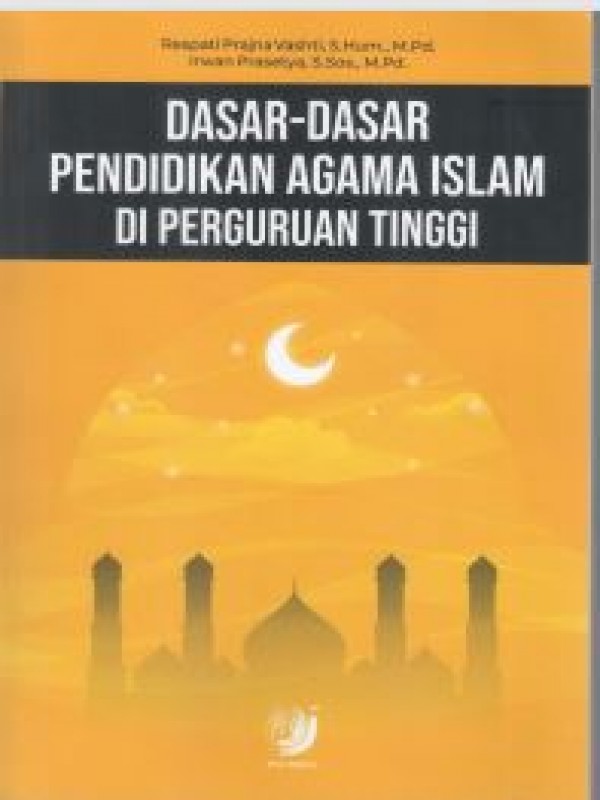 Respati Prajna Vashti, S.Hum., M.Pd.
Irwan Prasetya, S.Sos., M.Pd.
DASAR-DASAR
PENDIDIKAN AGAMA ISLAM
DI PERGURUAN TINGGI